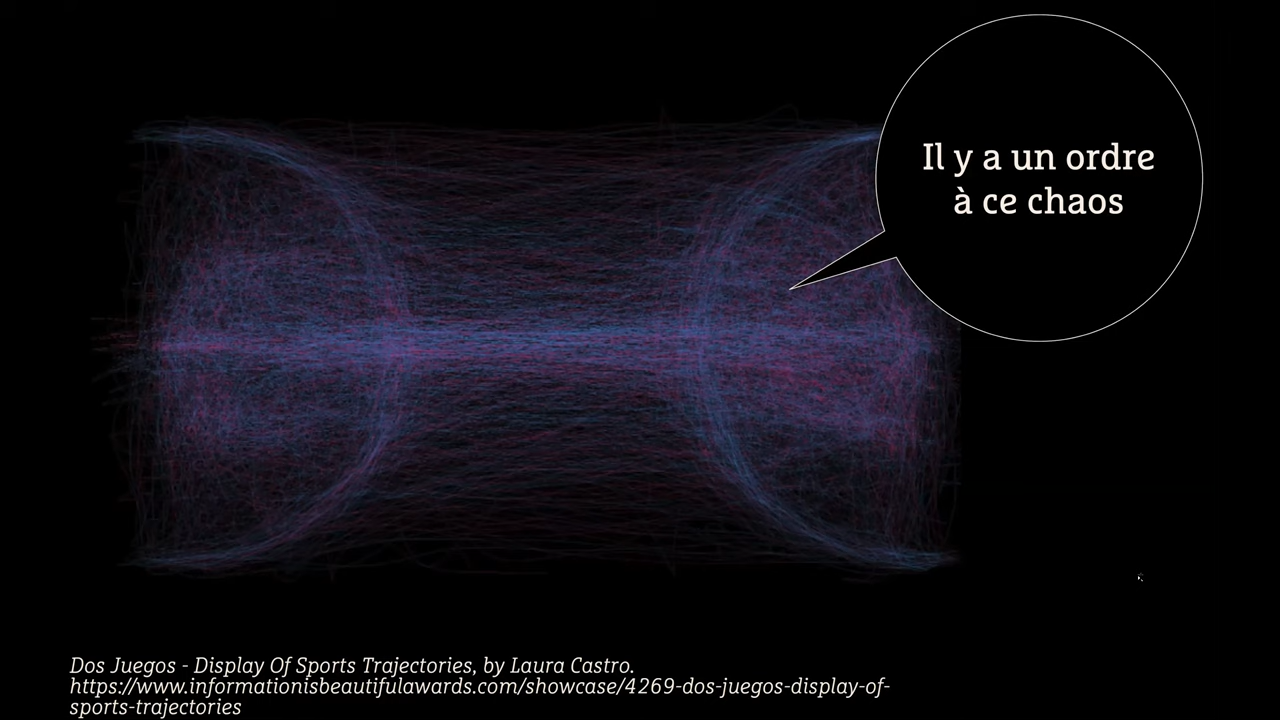 Il y a un ordre
à ce chaos
Dos Juegos - Display Of Sports Trajectories, by Laura Castro.
https://www.informationisbeautifulawards.com/showcase/4269-dos-juegos-display-of-
sports-trajectories